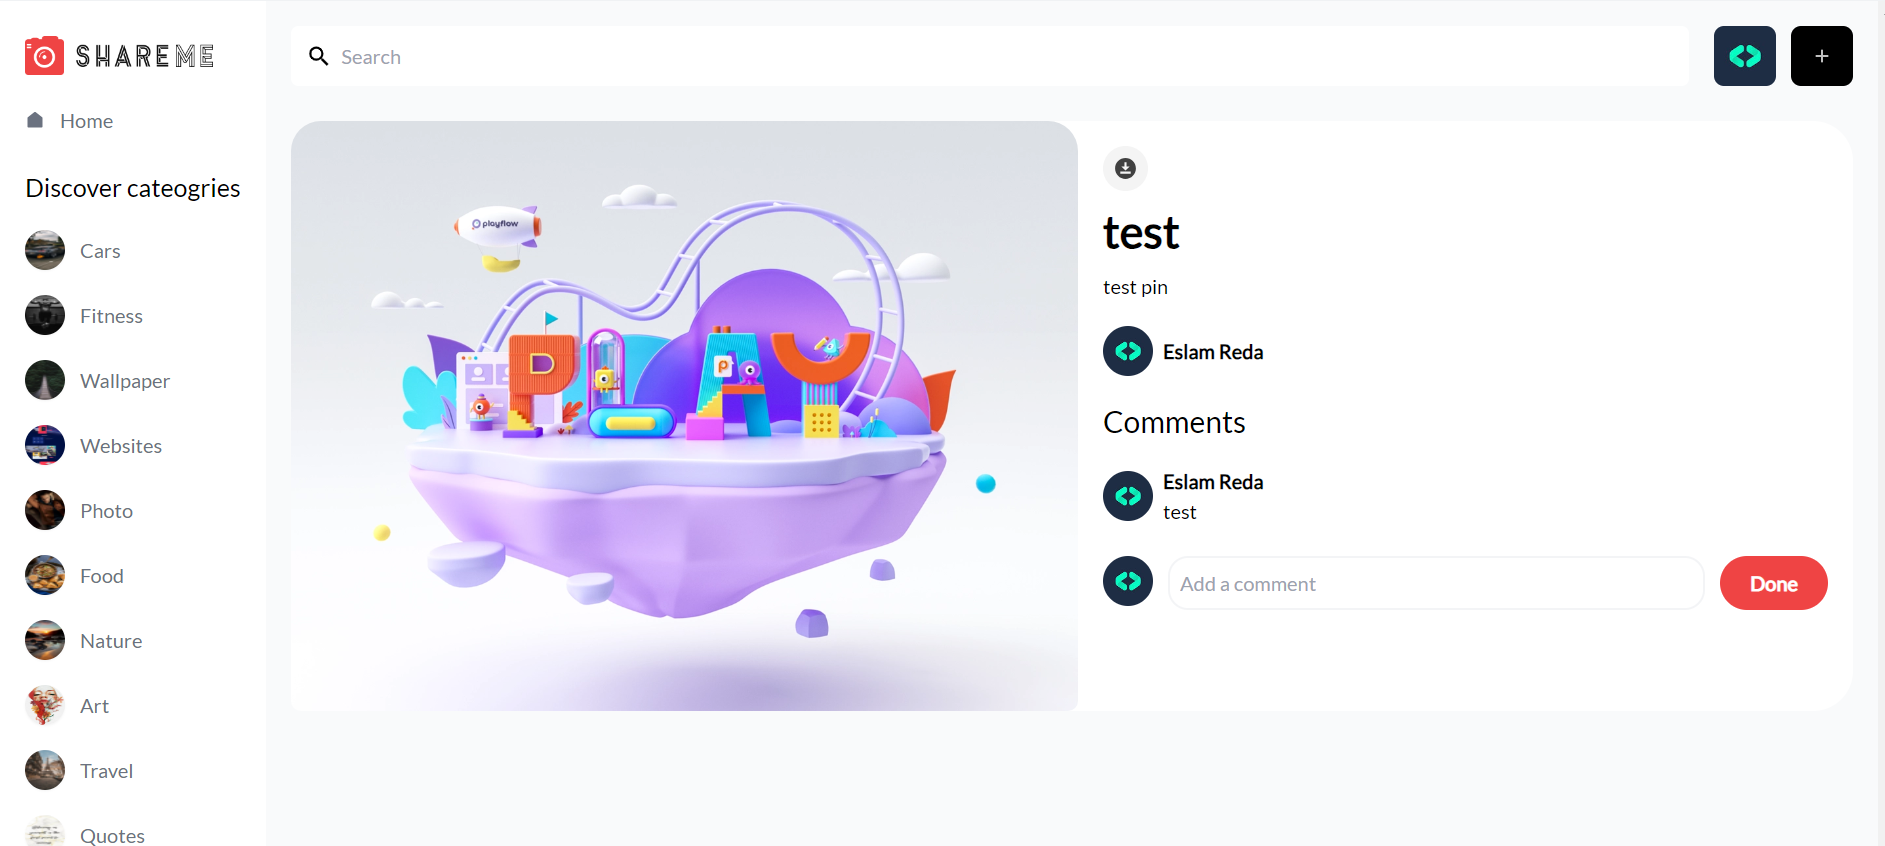 SHAREME
Search
+
Home
Discover cateogries
Cars
Fitness
Wallpaper
Websites
Photo
Food
Nature
Art
Travel
Quotes
playflow
PLAY
P
test
test pin
Eslam Reda
Comments
Eslam Reda
test
Add a comment
Done